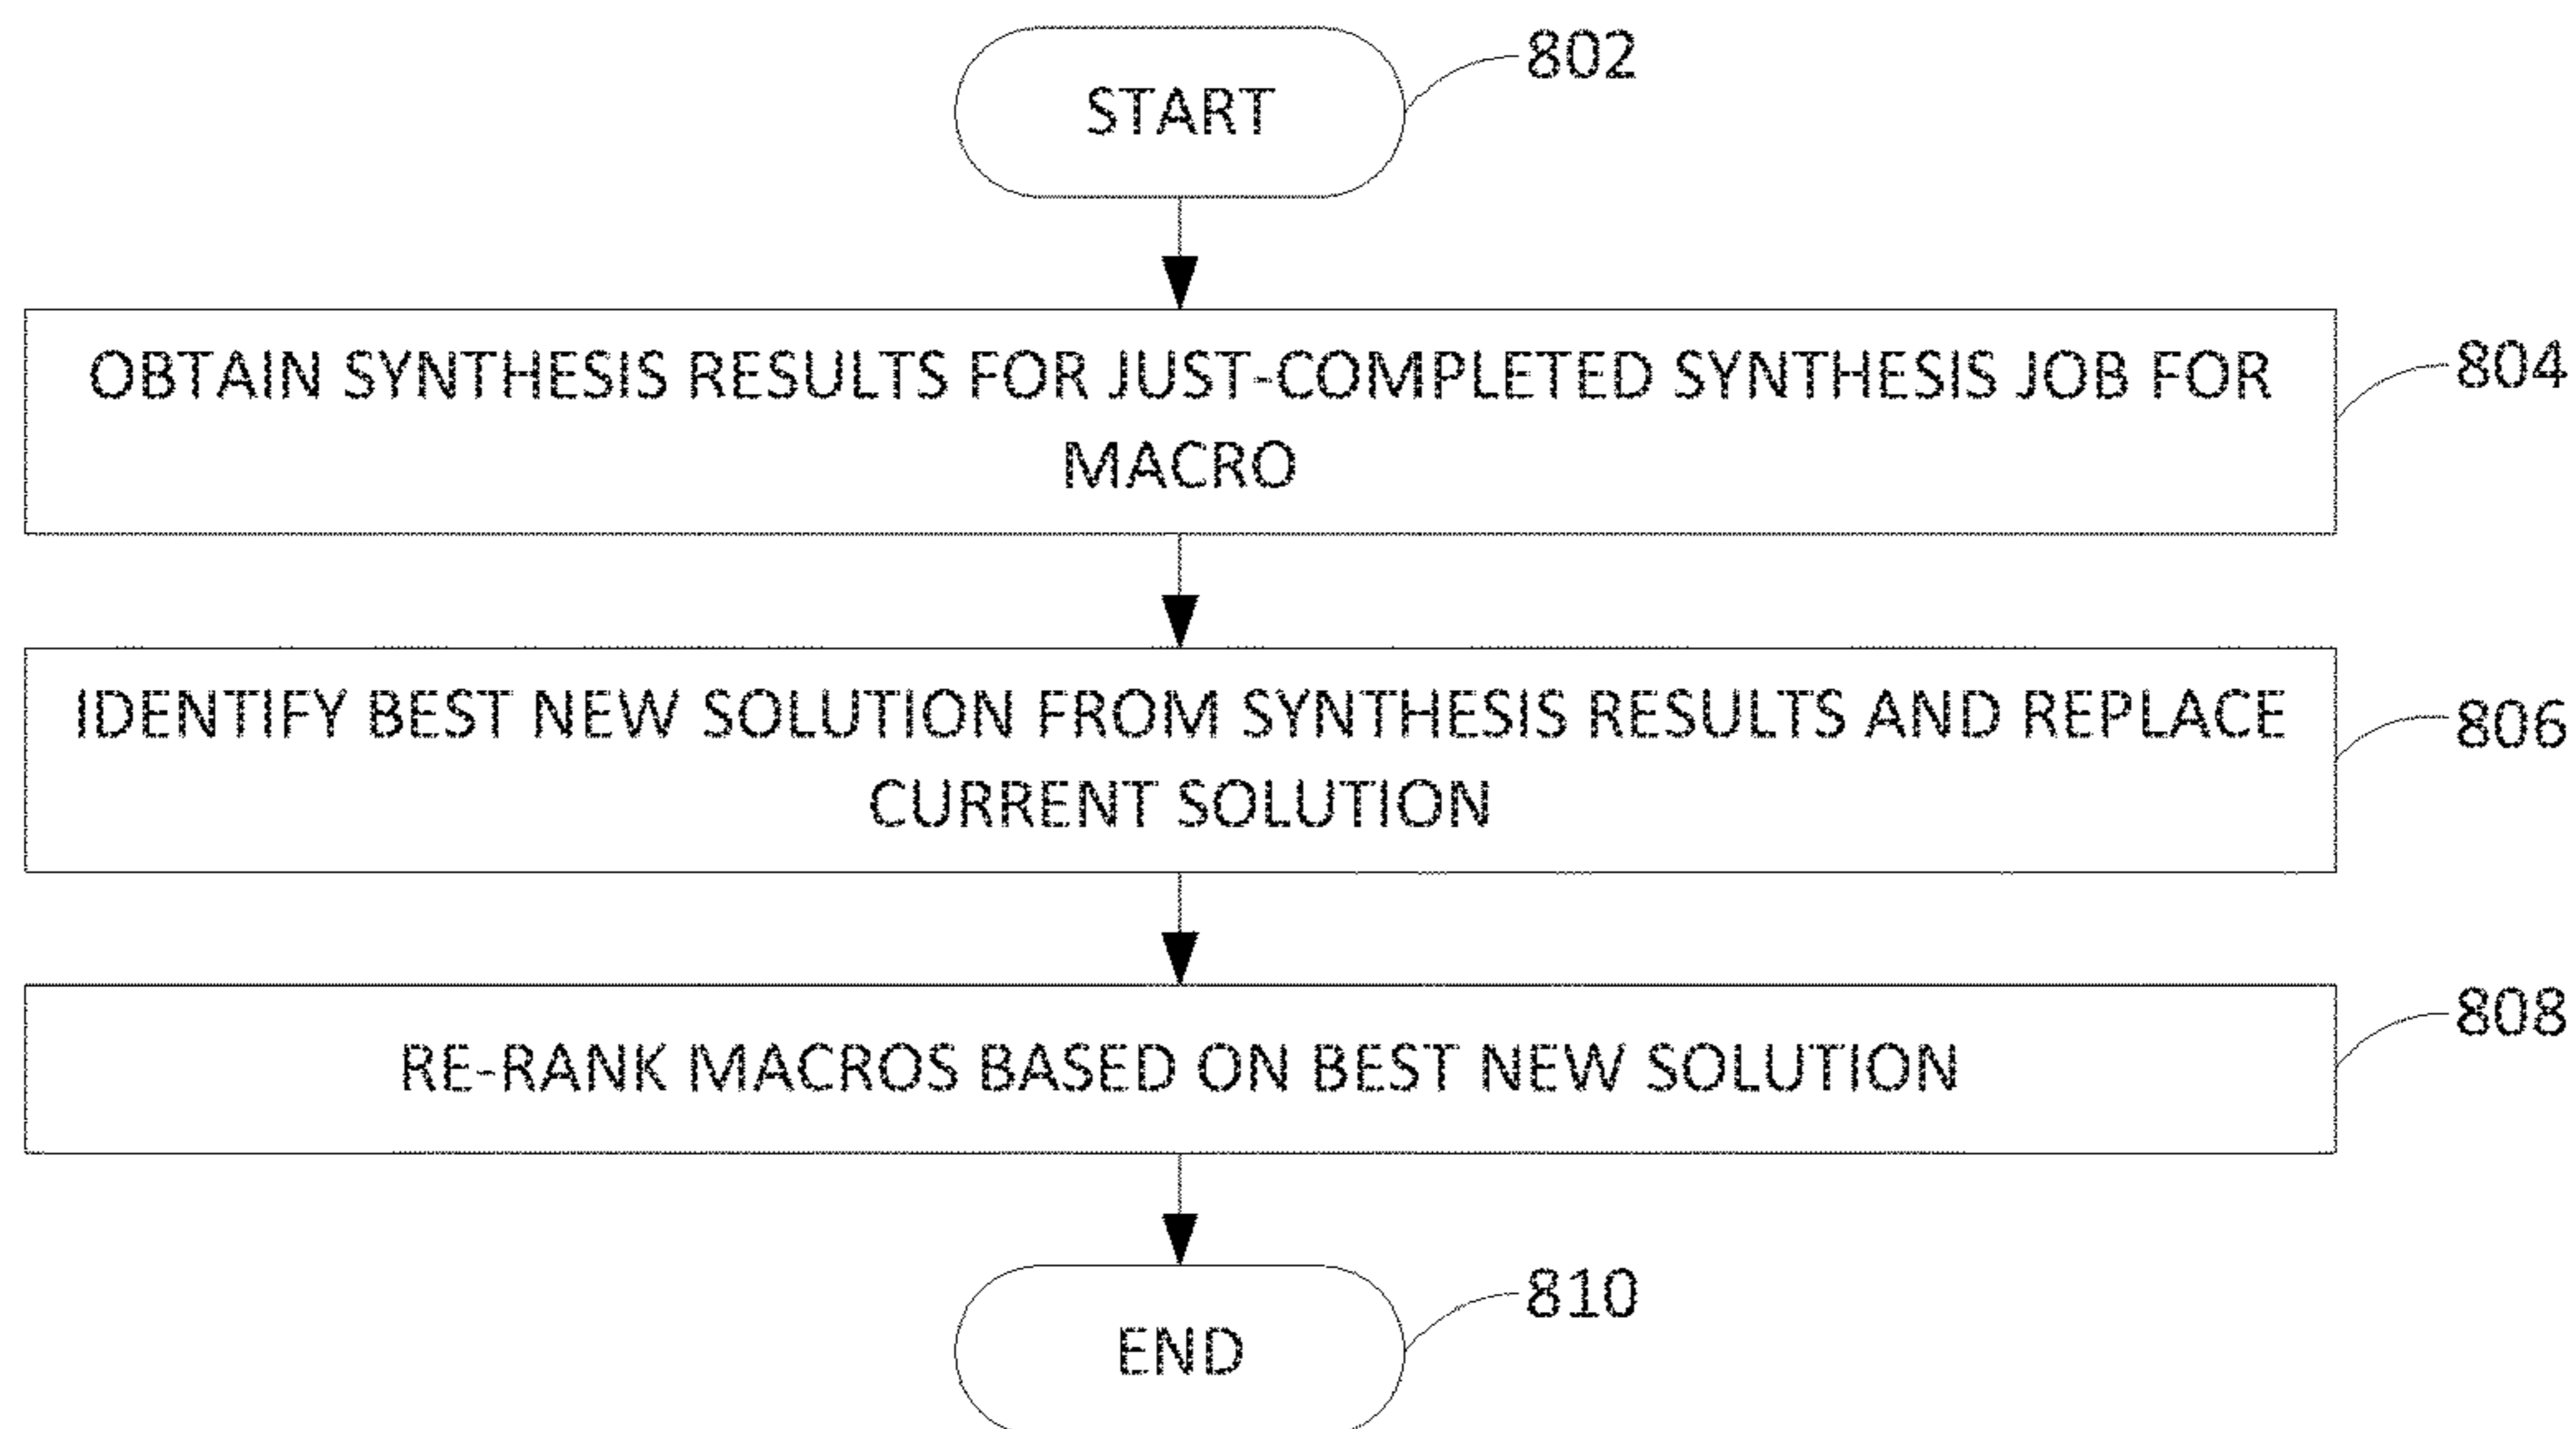 START
802
OBTAIN SYNTHESIS RESULTS FOR JUST-COMPLETED SYNTHESIS JOB FOR
MACRO
804
IDENTIFY BEST NEW SOLUTION FROM SYNTHESIS RESULTS AND REPLACE
CURRENT SOLUTION
806
RE-RANK MACROS BASED ON BEST NEW SOLUTION
808
END
810